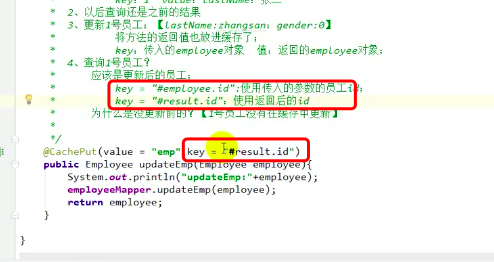 * 2、以后查询还是之前的结果
* 3、更新1号员工；【lastName:zhangsan；gender:0】
* 将方法的返回值也放进缓存了；
* key：传入的employee对象 值：返回的employee对象；
* 4、查询1号员工？
* 应该是更新后的员工；
* key = "#employee.id":使用传入的参数的员工id；
* key = "#result.id"：使用返回后的id
* 为什么是没更新前的？【1号员工没有在缓存中更新】
*
*/
@CachePut(value = "emp" key = "#result.id")
public Employee updateEmp(Employee employee){
System.out.println("updateEmp:"+employee);
employeeMapper.updateEmp(employee);
return employee;
}
}